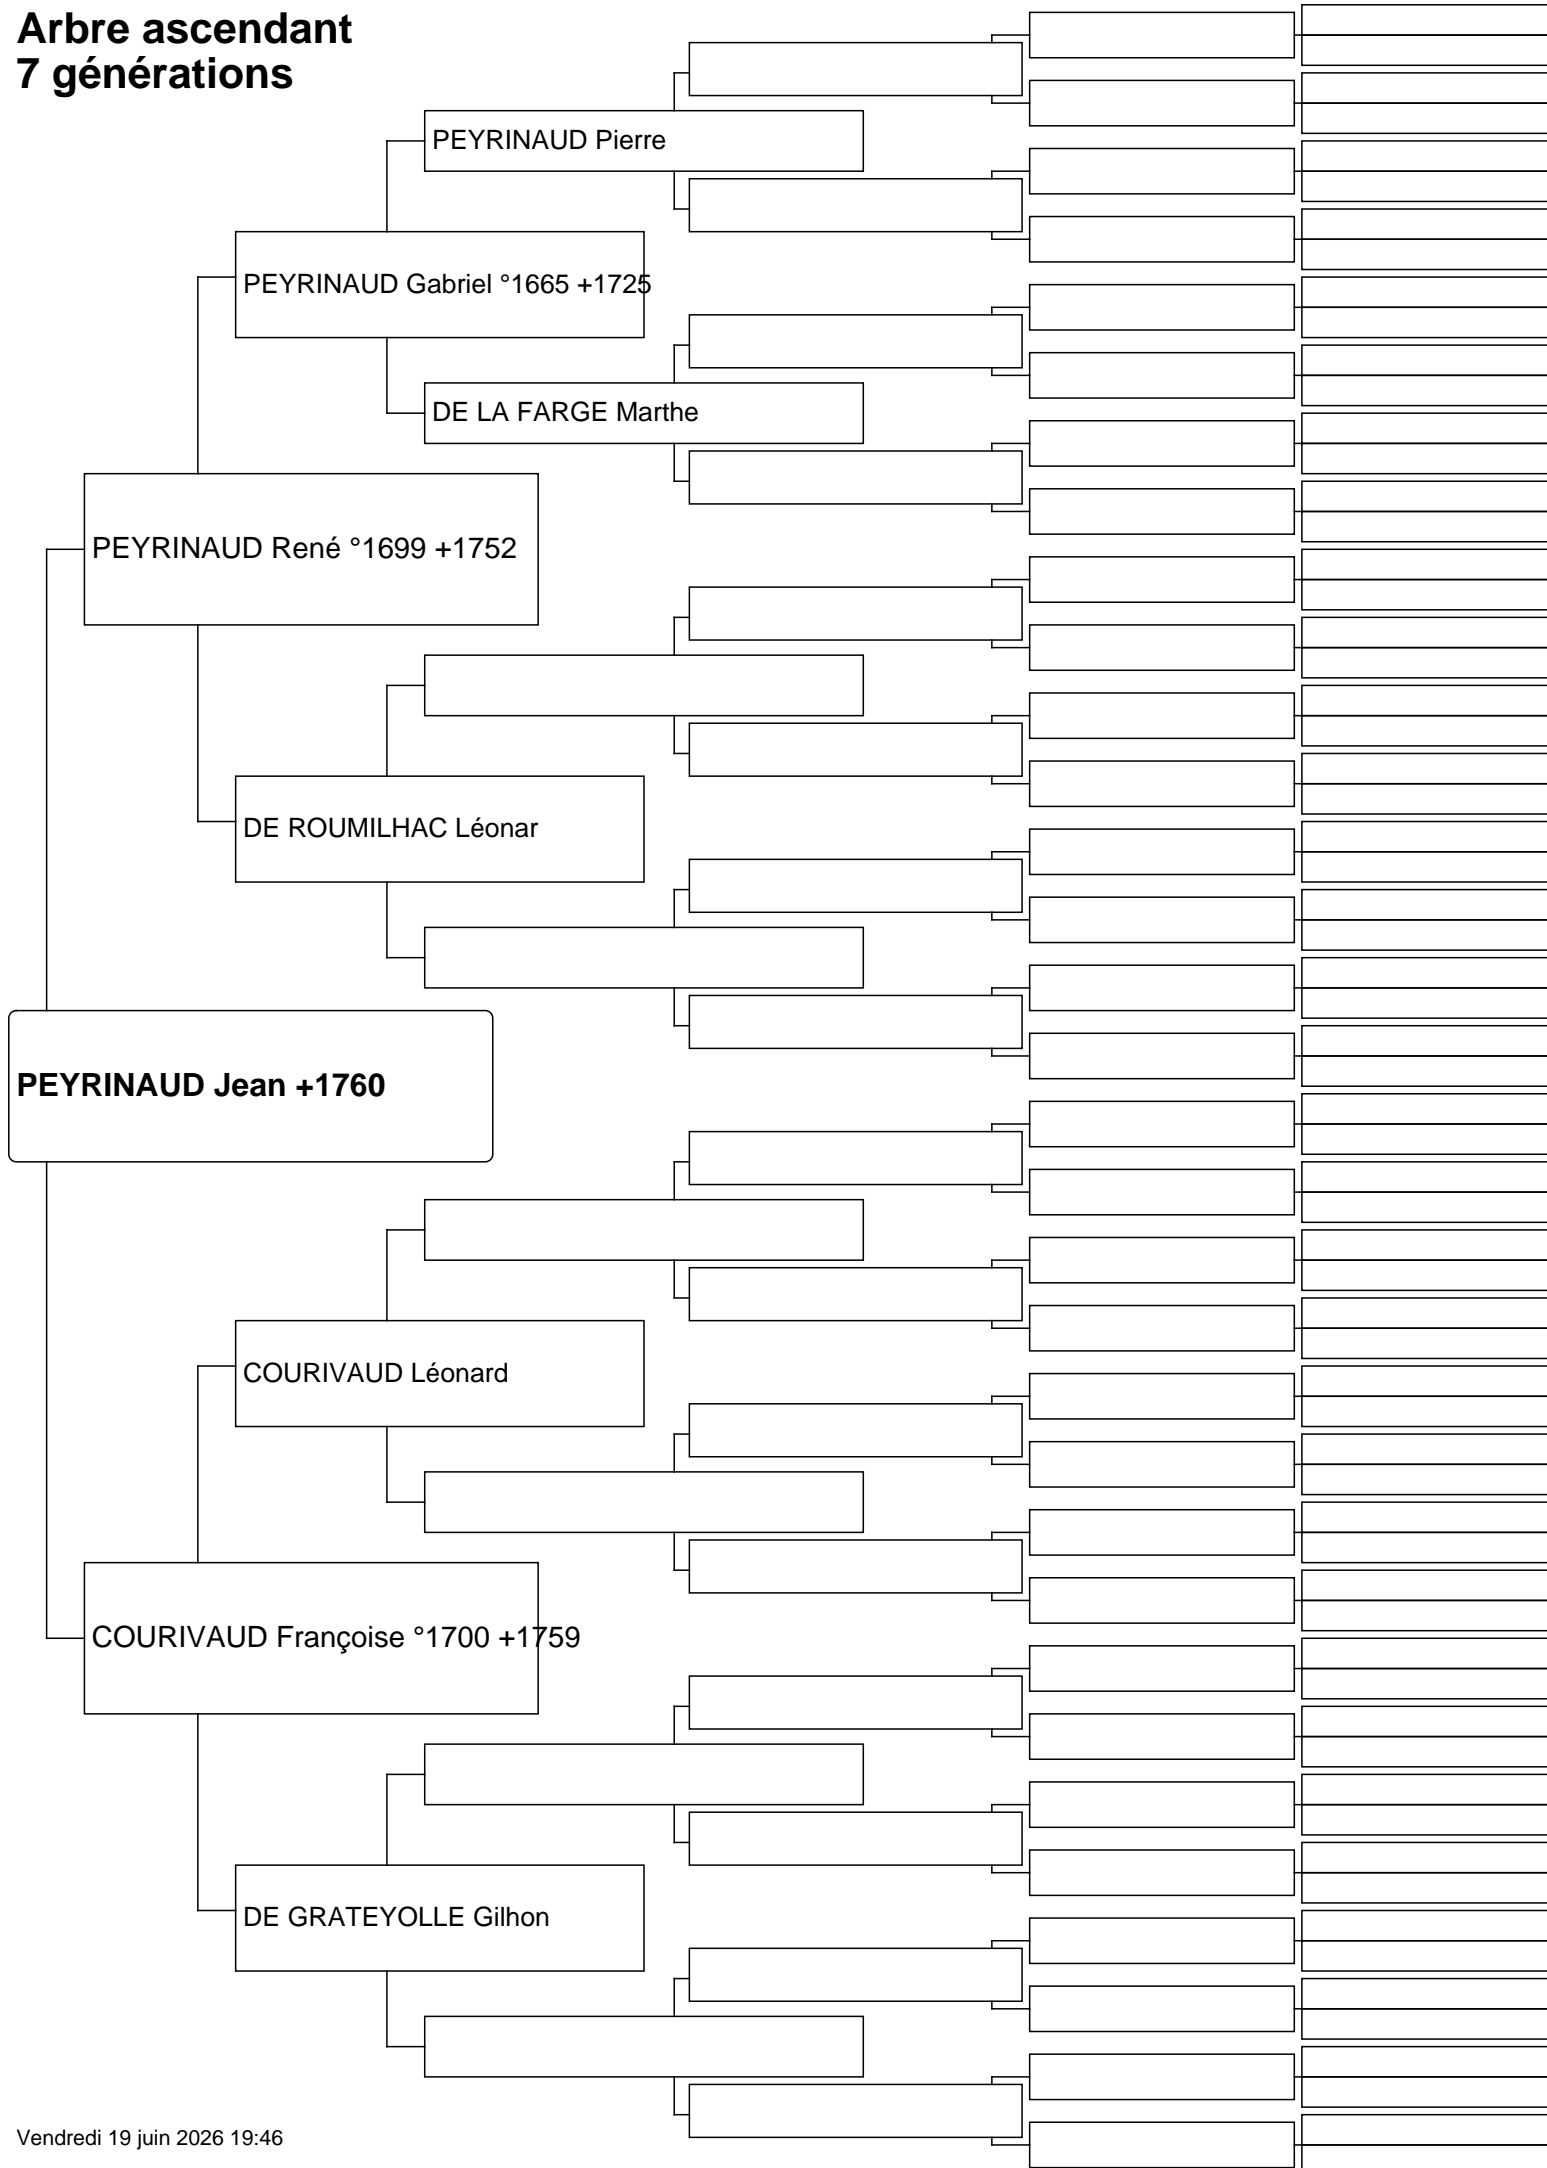 Arbre ascendant
7 générations
PEYRINAUD Pierre
PEYRINAUD Gabriel °1665 +1725
DE LA FARGE Marthe
PEYRINAUD René °1699 +1752
DE ROUMILHAC Léonar
PEYRINAUD Jean +1760
COURIVAUD Léonard
COURIVAUD Françoise °1700 +1759
DE GRATEYOLLE Gilhon
Vendredi 19 juin 2026 19:46